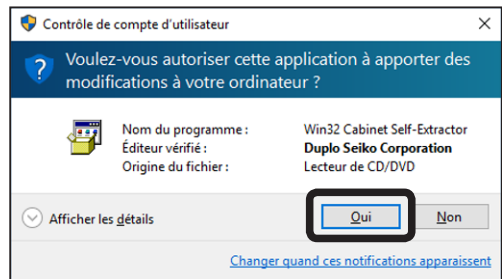 Contrôle de compte d'utilisateur
Voulez-vous autoriser cette application à apporter des
modifications à votre ordinateur ?
Nom du programme : Win32 Cabinet Self-Extractor
Éditeur vérifié : Duplo Seiko Corporation
Origine du fichier : Lecteur de CD/DVD
Afficher les détails Oui Non
Changer quand ces notifications apparaissent